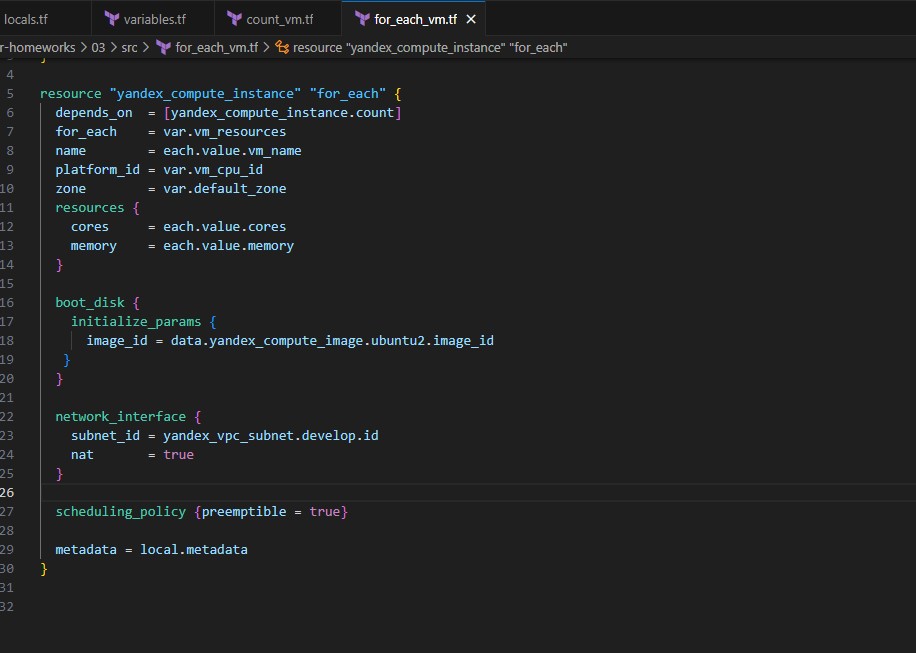 locals.tf variables.tf count_vm.tf for_each_vm.tf
r-homeworks > 03 > src > for_each_vm.tf > resource "yandex_compute_instance" "for_each"
4
5 resource "yandex_compute_instance" "for_each" {
6 depends_on = [yandex_compute_instance.count]
7 for_each = var.vm_resources
8 name = each.value.vm_name
9 platform_id = var.vm_cpu_id
10 zone = var.default_zone
11 resources {
12 cores = each.value.cores
13 memory = each.value.memory
14 }
15
16 boot_disk {
17 initialize_params {
18 image_id = data.yandex_compute_image.ubuntu2.image_id
19 }
20 }
21
22 network_interface {
23 subnet_id = yandex_vpc_subnet.develop.id
24 nat = true
25 }
26
27 scheduling_policy {preemptible = true}
28
29 metadata = local.metadata
30 }
31
32